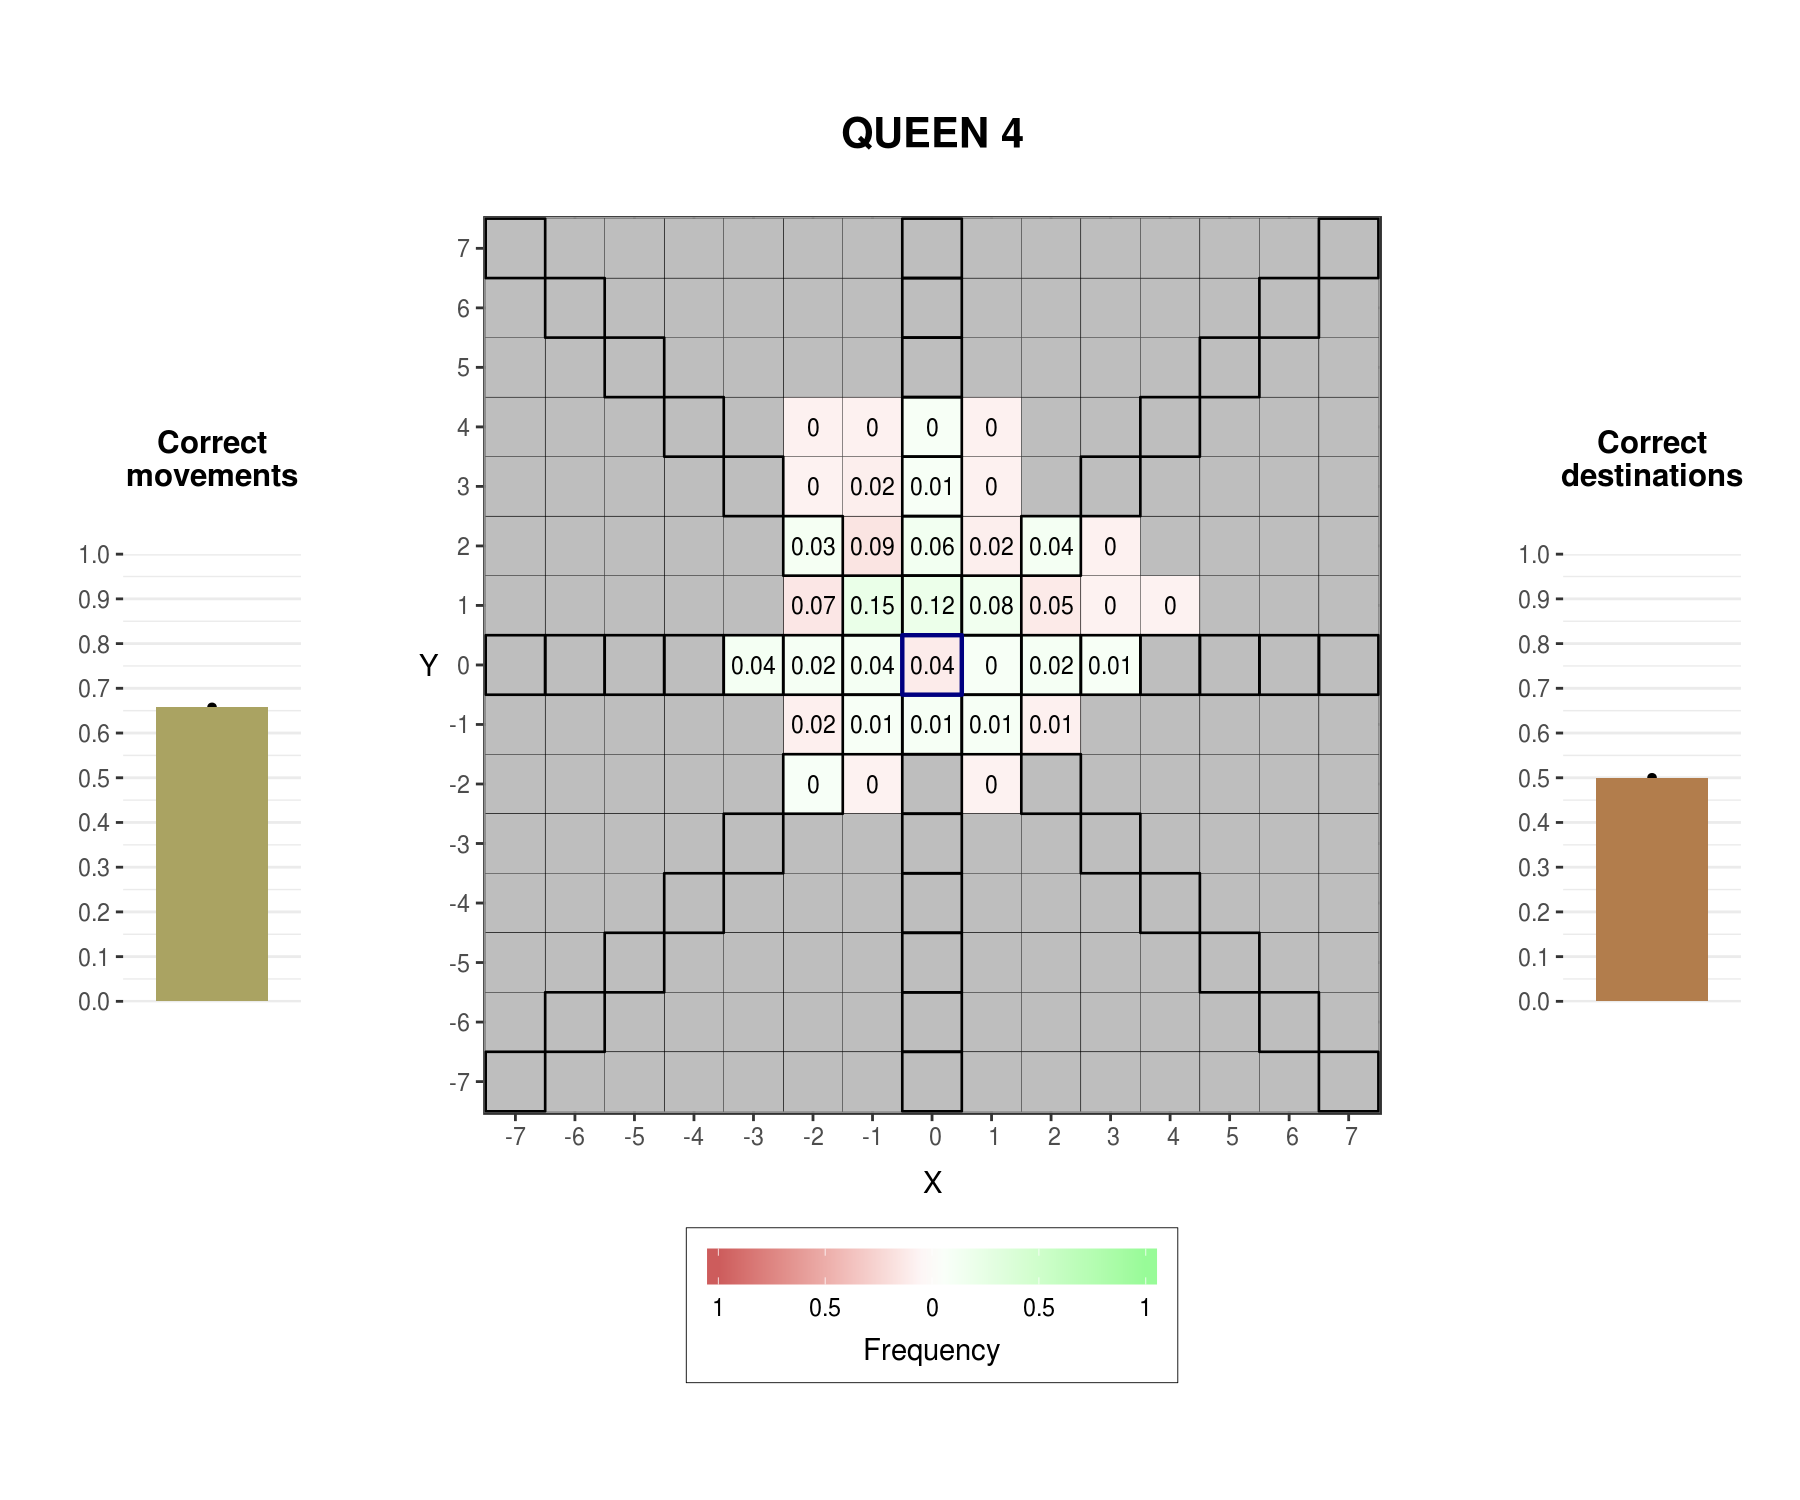 QUEEN 4
Correct
movements
1.0
0.9
0.8
0.7
0.6
0.5
0.4
0.3
0.2
0.1
0.0
Y
7
6
5
4 0 0 0 0
3 0 0.02 0.01 0
2 0.03 0.09 0.06 0.02 0.04 0
1 0.07 0.15 0.12 0.08 0.05 0 0
0 0.04 0.02 0.04 0.04 0 0.02 0.01
-1 0.02 0.01 0.01 0.01 0.01
-2 0 0 0
-3
-4
-5
-6
-7
-7 -6 -5 -4 -3 -2 -1 0 1 2 3 4 5 6 7
X
1 0.5 0 0.5 1
Frequency
Correct
destinations
1.0
0.9
0.8
0.7
0.6
0.5
0.4
0.3
0.2
0.1
0.0